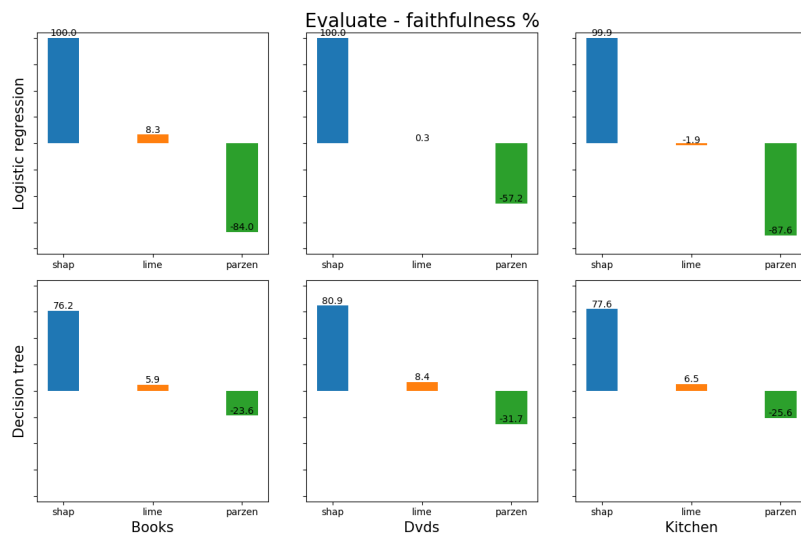 Evaluate - faithfulness %
Logistic regression
100.0
8.3
-84.0
shap lime parzen
100.0
0.3
-57.2
shap lime parzen
99.9
-1.9
-87.6
shap lime parzen
Decision tree
76.2
5.9
-23.6
shap lime parzen
Books
80.9
8.4
-31.7
shap lime parzen
Dvds
77.6
6.5
-25.6
shap lime parzen
Kitchen